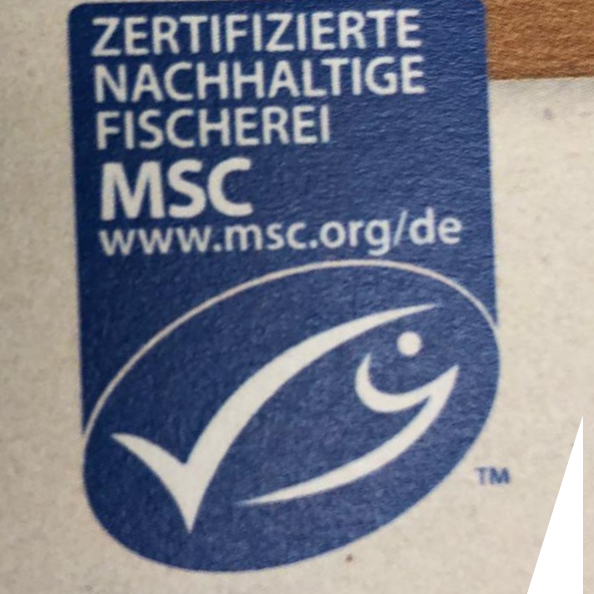 ZERTIFIZIERTE
NACHHALTIGE
FISCHEREI
MSC
www.msc.org/de
TM